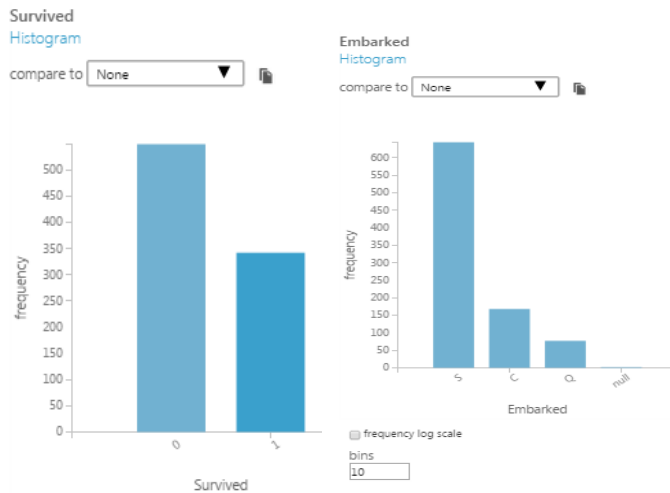 Survived
Histogram
compare to None
frequency
500
450
400
350
300
250
200
150
100
50
0
0
1
Survived
Embarked
Histogram
compare to None
frequency
600
550
500
450
400
350
300
250
200
150
100
50
0
S
C
Q
null
Embarked
frequency log scale
bins
10